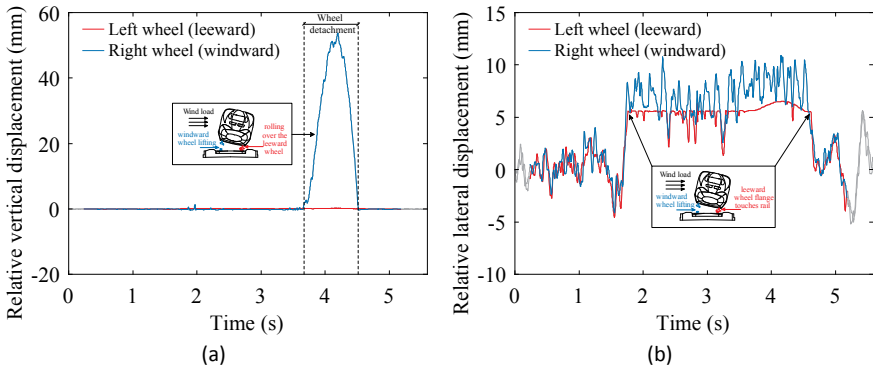 (a)
Relative vertical displacement (mm)
60
40
20
0
-20
0
1
2
3
4
5
Time (s)
Left wheel (leeward)
Right wheel (windward)
Wheel
detachment
Wind load
windward
wheel lifting
rolling
over the
leeward
wheel
(a)
(b)
Relative lateral displacement (mm)
15
10
5
0
-5
-10
-15
0
1
2
3
4
5
Time (s)
Left wheel (leeward)
Right wheel (windward)
Wind load
windward
wheel lifting
leeward
wheel flange
touches rail
(b)